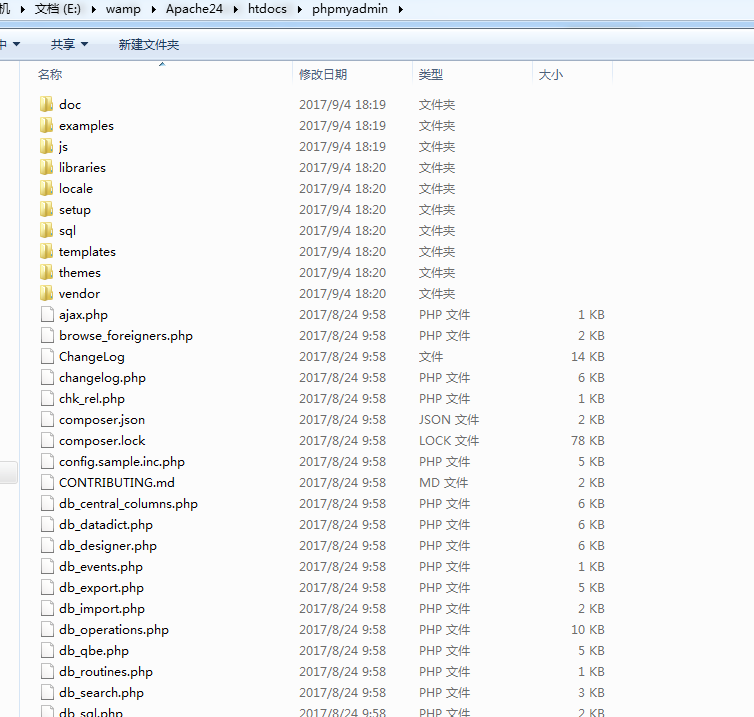 机 ▸ 文档 (E:) ▸ wamp ▸ Apache24 ▸ htdocs ▸ phpmyadmin ▸
中 ▼ 共享 ▼ 新建文件夹
名称 修改日期 类型 大小
doc 2017/9/4 18:19 文件夹
examples 2017/9/4 18:19 文件夹
js 2017/9/4 18:19 文件夹
libraries 2017/9/4 18:20 文件夹
locale 2017/9/4 18:20 文件夹
setup 2017/9/4 18:20 文件夹
sql 2017/9/4 18:20 文件夹
templates 2017/9/4 18:20 文件夹
themes 2017/9/4 18:20 文件夹
vendor 2017/9/4 18:20 文件夹
ajax.php 2017/8/24 9:58 PHP 文件 1 KB
browse_foreigners.php 2017/8/24 9:58 PHP 文件 2 KB
ChangeLog 2017/8/24 9:58 文件 14 KB
changelog.php 2017/8/24 9:58 PHP 文件 6 KB
chk_rel.php 2017/8/24 9:58 PHP 文件 1 KB
composer.json 2017/8/24 9:58 JSON 文件 2 KB
composer.lock 2017/8/24 9:58 LOCK 文件 78 KB
config.sample.inc.php 2017/8/24 9:58 PHP 文件 5 KB
CONTRIBUTING.md 2017/8/24 9:58 MD 文件 2 KB
db_central_columns.php 2017/8/24 9:58 PHP 文件 6 KB
db_datadict.php 2017/8/24 9:58 PHP 文件 6 KB
db_designer.php 2017/8/24 9:58 PHP 文件 6 KB
db_events.php 2017/8/24 9:58 PHP 文件 1 KB
db_export.php 2017/8/24 9:58 PHP 文件 5 KB
db_import.php 2017/8/24 9:58 PHP 文件 2 KB
db_operations.php 2017/8/24 9:58 PHP 文件 10 KB
db_qbe.php 2017/8/24 9:58 PHP 文件 5 KB
db_routines.php 2017/8/24 9:58 PHP 文件 1 KB
db_search.php 2017/8/24 9:58 PHP 文件 3 KB
db_sql.php 2017/8/24 9:58 PHP 文件 2 KB